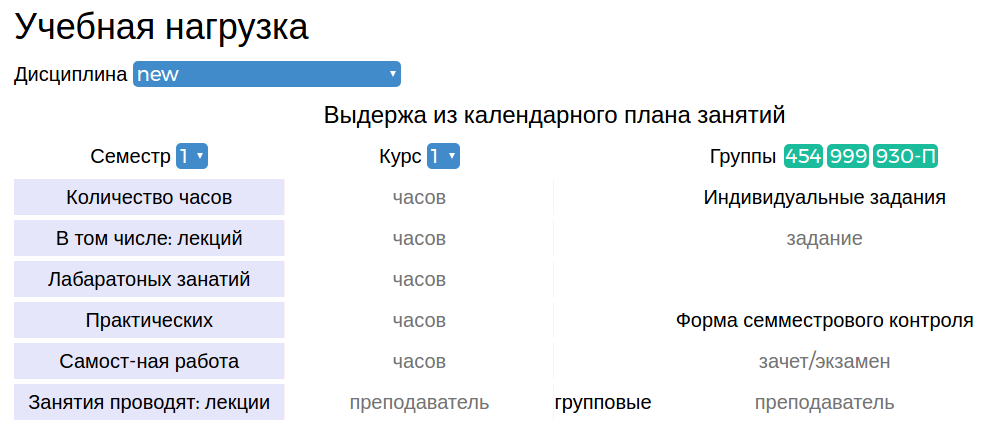 Учебная нагрузка
Дисциплина new
Выдержа из календарного плана занятий
Семестр 1 Курс 1 Группы 454 999 930-П
Количество часов часов Индивидуальные задания
В том числе: лекций часов задание
Лабаратоных занатий часов
Практических часов Форма семместрового контроля
Самост-ная работа часов зачет/экзамен
Занятия проводят: лекции преподаватель групповые преподаватель